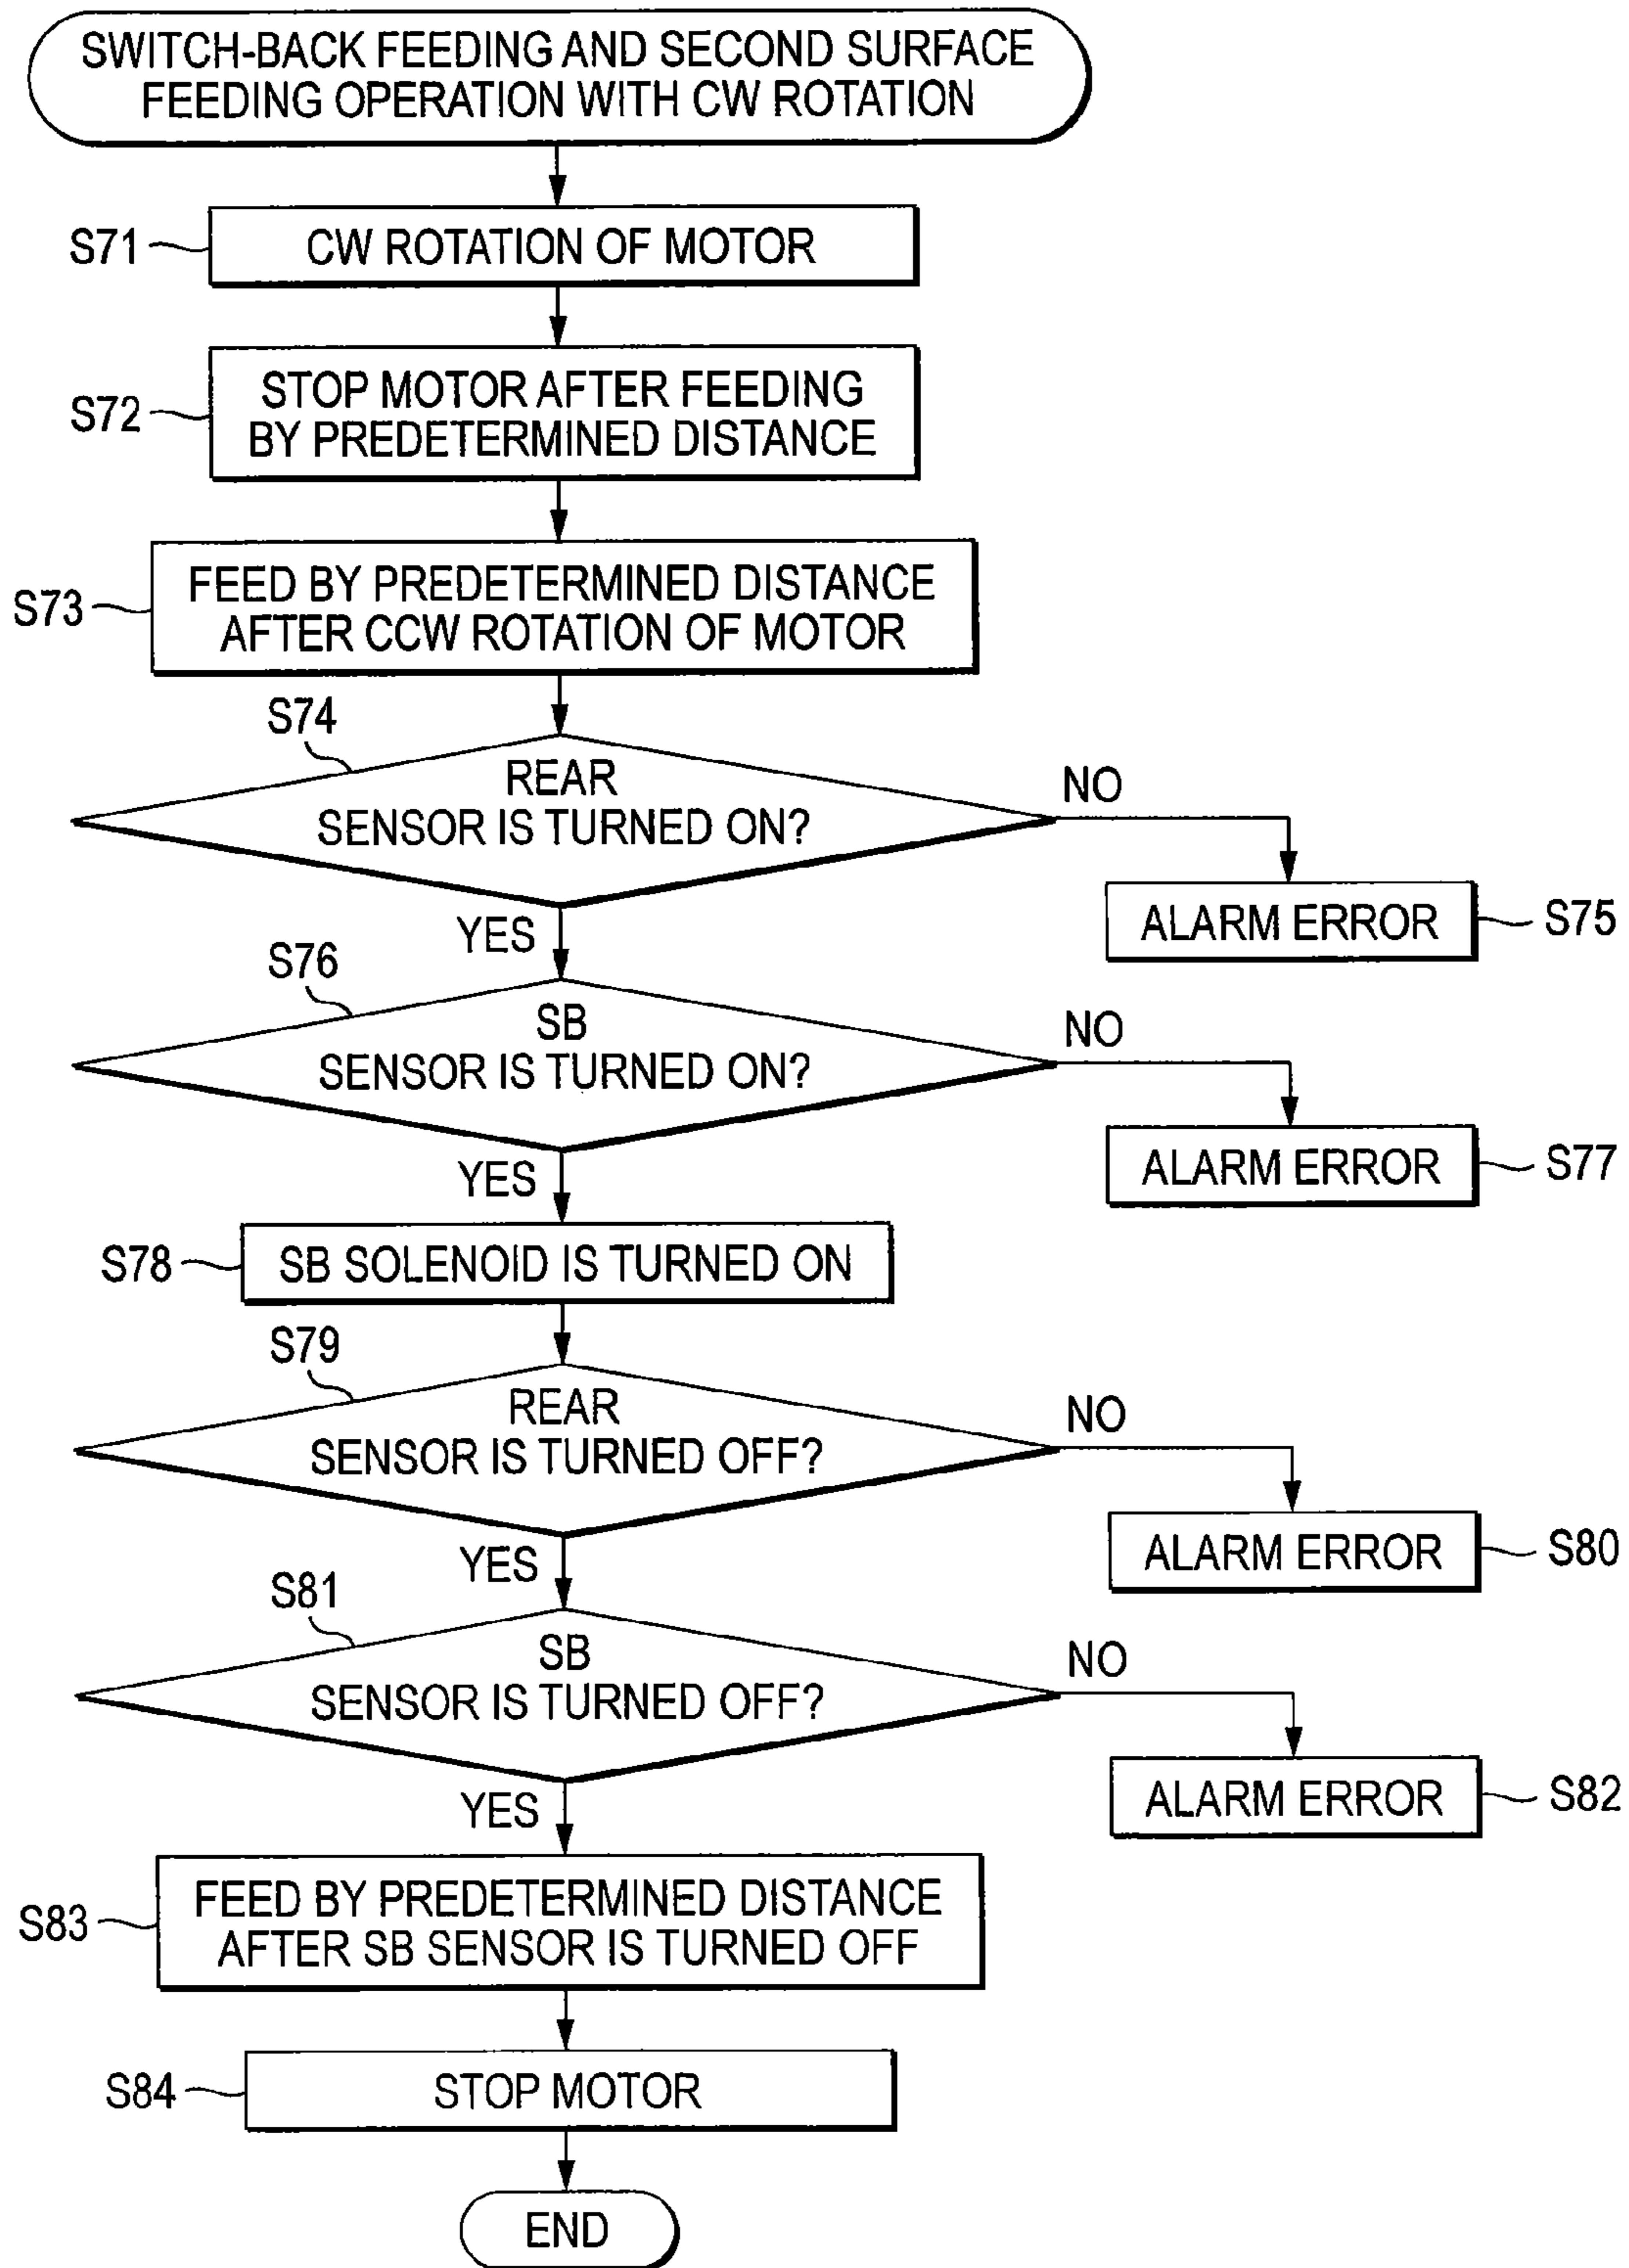 SWITCH-BACK FEEDING AND SECOND SURFACE
FEEDING OPERATION WITH CW ROTATION
S71
CW ROTATION OF MOTOR
S72
STOP MOTOR AFTER FEEDING
BY PREDETERMINED DISTANCE
S73
FEED BY PREDETERMINED DISTANCE
AFTER CCW ROTATION OF MOTOR
S74
REAR
SENSOR IS TURNED ON?
NO
ALARM ERROR
S75
YES
S76
SB
SENSOR IS TURNED ON?
NO
ALARM ERROR
S77
YES
S78
SB SOLENOID IS TURNED ON
S79
REAR
SENSOR IS TURNED OFF?
NO
ALARM ERROR
S80
YES
S81
SB
SENSOR IS TURNED OFF?
NO
ALARM ERROR
S82
YES
S83
FEED BY PREDETERMINED DISTANCE
AFTER SB SENSOR IS TURNED OFF
S84
STOP MOTOR
END